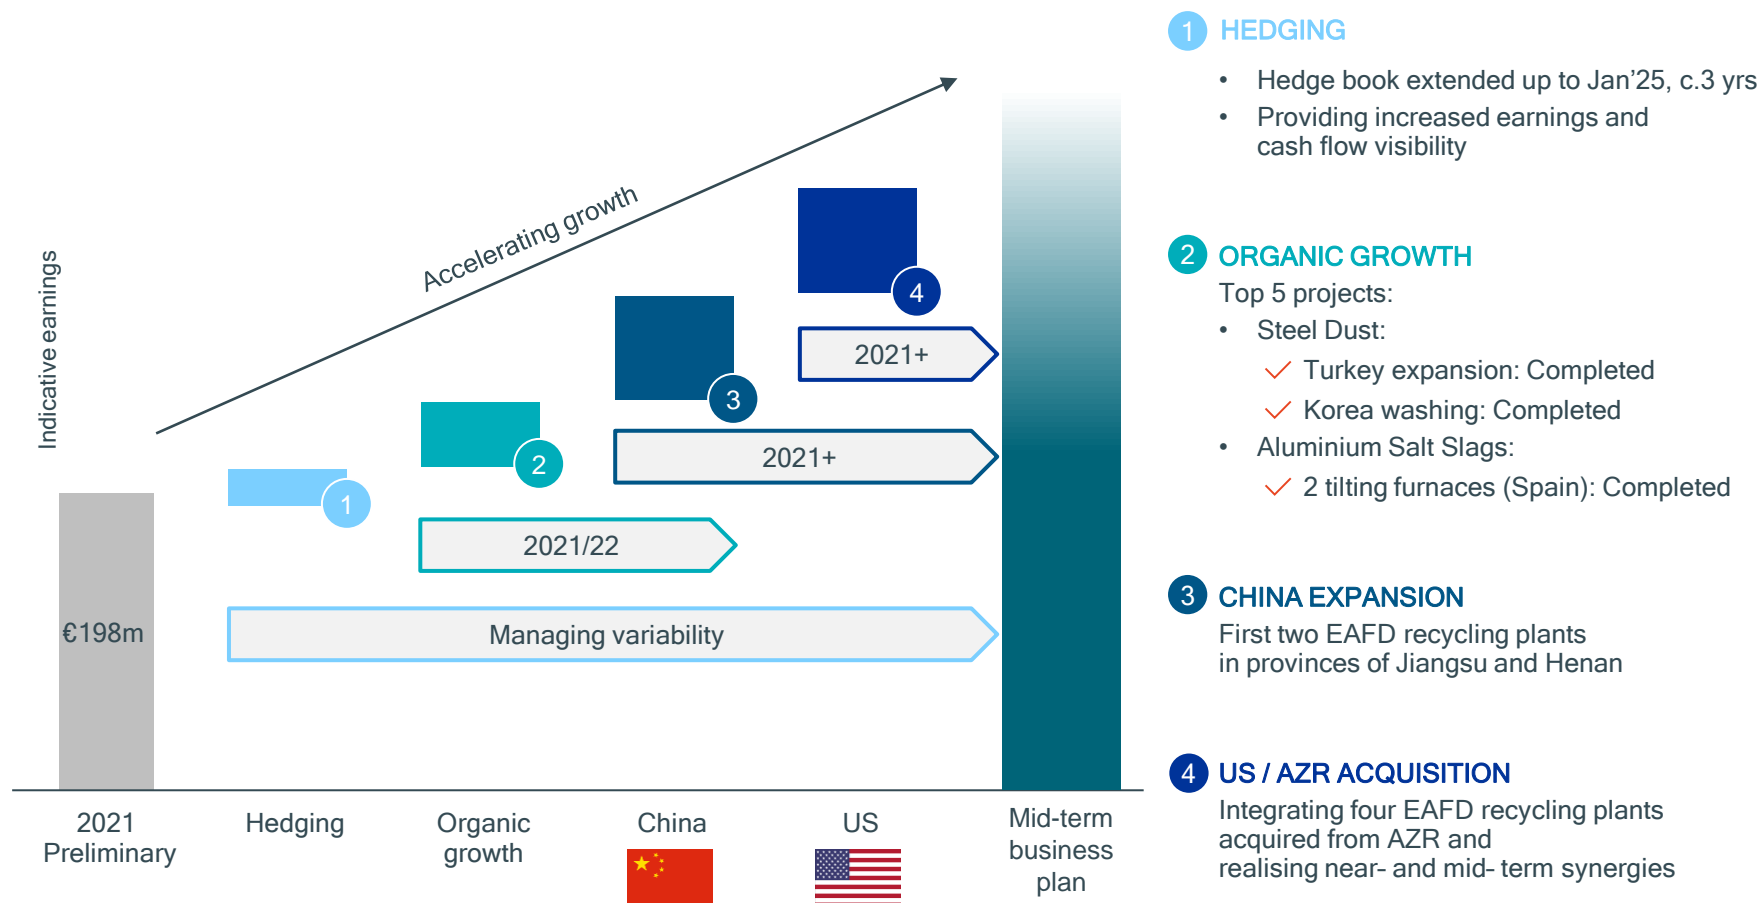 Indicative earnings
Accelerating growth
€198m
1
2
3
4
2021+
2021+
2021/22
Managing variability
2021
Preliminary
Hedging
Organic
growth
China
US
Mid-term
business
plan
1 HEDGING
• Hedge book extended up to Jan’25, c.3 yrs
• Providing increased earnings and
cash flow visibility
2 ORGANIC GROWTH
Top 5 projects:
• Steel Dust:
✓ Turkey expansion: Completed
✓ Korea washing: Completed
• Aluminium Salt Slags:
✓ 2 tilting furnaces (Spain): Completed
3 CHINA EXPANSION
First two EAFD recycling plants
in provinces of Jiangsu and Henan
4 US / AZR ACQUISITION
Integrating four EAFD recycling plants
acquired from AZR and
realising near- and mid- term synergies